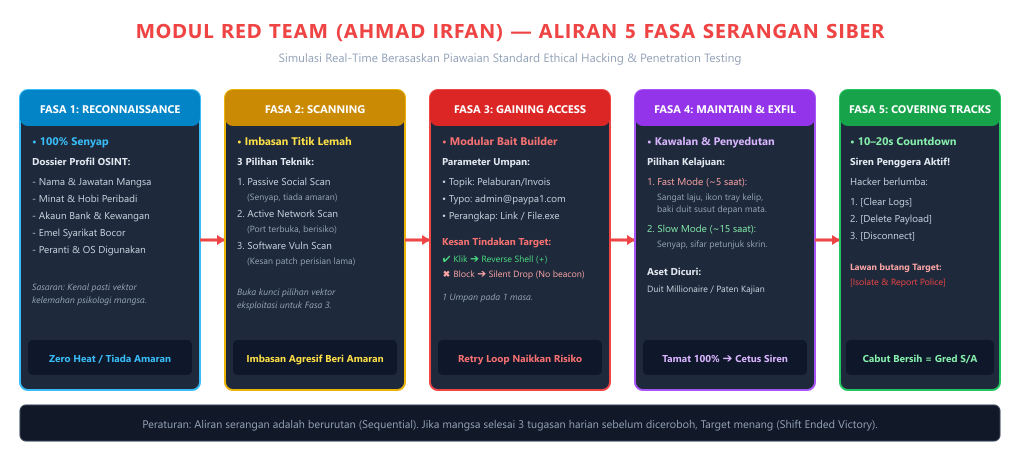 MODUL RED TEAM (AHMAD IRFAN) — ALIRAN 5 FASA SERANGAN SIBER
Simulasi Real-Time Berasaskan Piawaian Standard Ethical Hacking & Penetration Testing
FASA 1: RECONNAISSANCE
• 100% Senyap
Dossier Profil OSINT:
- Nama & Jawatan Mangsa
- Minat & Hobi Peribadi
- Akaun Bank & Kewangan
- Emel Syarikat Bocor
- Peranti & OS Digunakan
Sasaran: Kenal pasti vektor
kelemahan psikologi mangsa.
Zero Heat / Tiada Amaran
FASA 2: SCANNING
• Imbasan Titik Lemah
3 Pilihan Teknik:
1. Passive Social Scan
(Senyap, tiada amaran)
2. Active Network Scan
(Port terbuka, berisiko)
3. Software Vuln Scan
(Kesan patch perisian lama)
Buka kunci pilihan vektor
eksploitasi untuk Fasa 3.
Imbasan Agresif Beri Amaran
FASA 3: GAINING ACCESS
• Modular Bait Builder
Parameter Umpan:
• Topik: Pelaburan/Invois
• Typo: admin@paypa1.com
• Perangkap: Link / File.exe
Kesan Tindakan Target:
✔ Klik ➔ Reverse Shell (+)
✖ Block ➔ Silent Drop (No beacon)
1 Umpan pada 1 masa.
Retry Loop Naikkan Risiko
FASA 4: MAINTAIN & EXFIL
• Kawalan & Penyedutan
Pilihan Kelajuan:
1. Fast Mode (~5 saat):
Sangat laju, ikon tray kelip,
baki duit susut depan mata.
2. Slow Mode (~15 saat):
Senyap, sifar petunjuk skrin.
Aset Dicuri:
Duit Millionaire / Paten Kajian
Tamat 100% ➔ Cetus Siren
FASA 5: COVERING TRACKS
• 10–20s Countdown
Siren Penggera Aktif!
Hacker berlumba:
1. [Clear Logs]
2. [Delete Payload]
3. [Disconnect]
Lawan butang Target:
[Isolate & Report Police]
Cabut Bersih = Gred S/A
Peraturan: Aliran serangan adalah berurutan (Sequential). Jika mangsa selesai 3 tugasan harian sebelum diceroboh, Target menang (Shift Ended Victory).